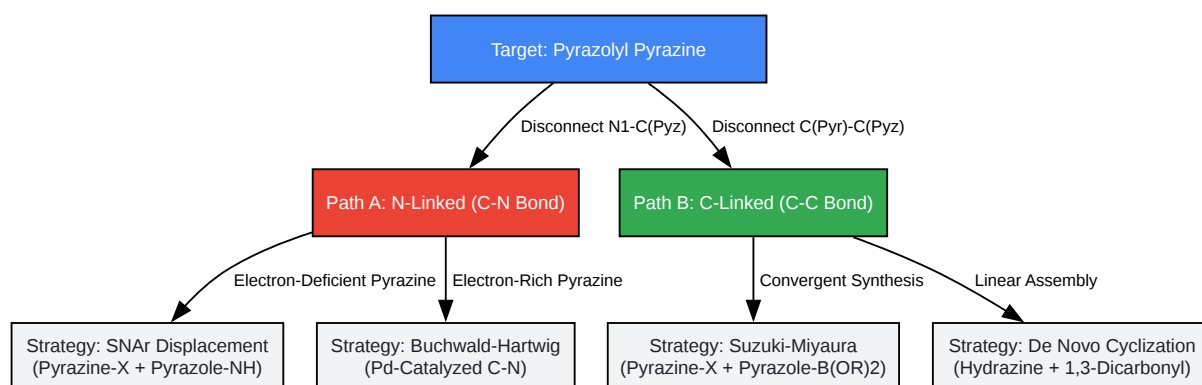 Target: Pyrazolyl Pyrazine
Disconnect N1-C(Pyz)
Disconnect C(Pyr)-C(Pyz)
Path A: N-Linked (C-N Bond)
Path B: C-Linked (C-C Bond)
Electron-Deficient Pyrazine
Electron-Rich Pyrazine
Convergent Synthesis
Linear Assembly
Strategy: SNAr Displacement
(Pyrazine-X + Pyrazole-NH)
Strategy: Buchwald-Hartwig
(Pd-Catalyzed C-N)
Strategy: Suzuki-Miyaura
(Pyrazine-X + Pyrazole-B(OR)2)
Strategy: De Novo Cyclization
(Hydrazine + 1,3-Dicarbonyl)